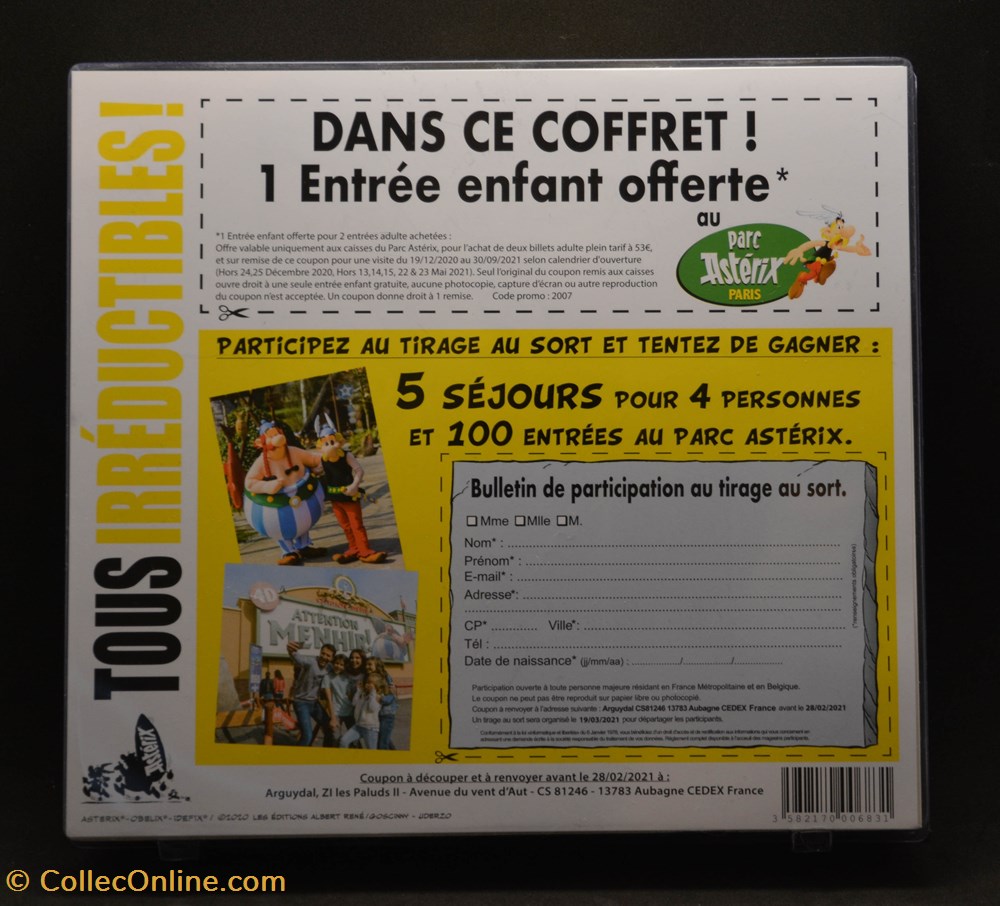 TOUS IRRÉDUCTIBLES !
DANS CE COFFRET !
1 Entrée enfant offerte*
au
Parc
Astérix
PARIS
*1 Entrée enfant offerte pour 2 entrées adulte achetées :
Offre valable uniquement aux caisses du Parc Astérix, pour l'achat de deux billets adulte plein tarif à 53€,
et sur remise de ce coupon pour une visite du 19/12/2020 au 30/09/2021 selon calendrier d'ouverture
(Hors 24,25 Décembre 2020, Hors 13,14,15, 22 & 23 Mai 2021). Seul l'original du coupon remis aux caisses
ouvre droit à une seule entrée enfant gratuite, aucune photocopie, capture d'écran ou autre reproduction
du coupon n'est acceptée. Un coupon donne droit à 1 remise. Code promo : 2007
PARTICIPEZ AU TIRAGE AU SORT ET TENTEZ DE GAGNER :
5 SÉJOURS POUR 4 PERSONNES
ET 100 ENTRÉES AU PARC ASTÉRIX.
4D
ATTENTION
MENHIR!
Bulletin de participation au tirage au sort.
Mme Mlle M.
Nom* :
Prénom* :
E-mail* :
Adresse*:
CP* Ville*:
Tél :
Date de naissance* (jj/mm/aa) : / /
(*renseignements obligatoires)
Participation ouverte à toute personne majeure résidant en France Métropolitaine et en Belgique.
Le coupon ne peut pas être reproduit sur papier libre ou photocopié.
Coupon à renvoyer à l'adresse suivante : Arguydal CS81246 13783 Aubagne CEDEX France avant le 28/02/2021
Un tirage au sort sera organisé le 19/03/2021 pour départager les participants.
Coupon à découper et à renvoyer avant le 28/02/2021 à :
Arguydal, ZI les Paluds II - Avenue du vent d'Aut - CS 81246 - 13783 Aubagne CEDEX France
Astérix
ASTERIX®-OBELIX®-IDEFIX® / ©2020 LES ÉDITIONS ALBERT RENÉ/GOSCINNY - UDERZO
3 582170 006831
© CollecOnline.com